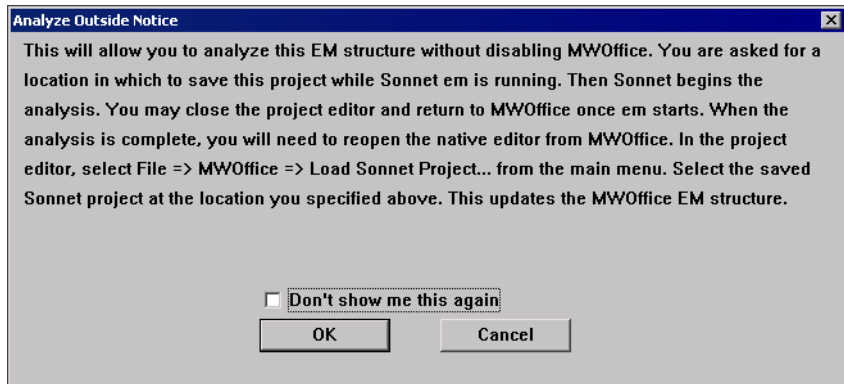 Analyze Outside Notice
This will allow you to analyze this EM structure without disabling MWOffice. You are asked for a
location in which to save this project while Sonnet em is running. Then Sonnet begins the
analysis. You may close the project editor and return to MWOffice once em starts. When the
analysis is complete, you will need to reopen the native editor from MWOffice. In the project
editor, select File => MWOffice => Load Sonnet Project... from the main menu. Select the saved
Sonnet project at the location you specified above. This updates the MWOffice EM structure.
Don't show me this again
OK Cancel